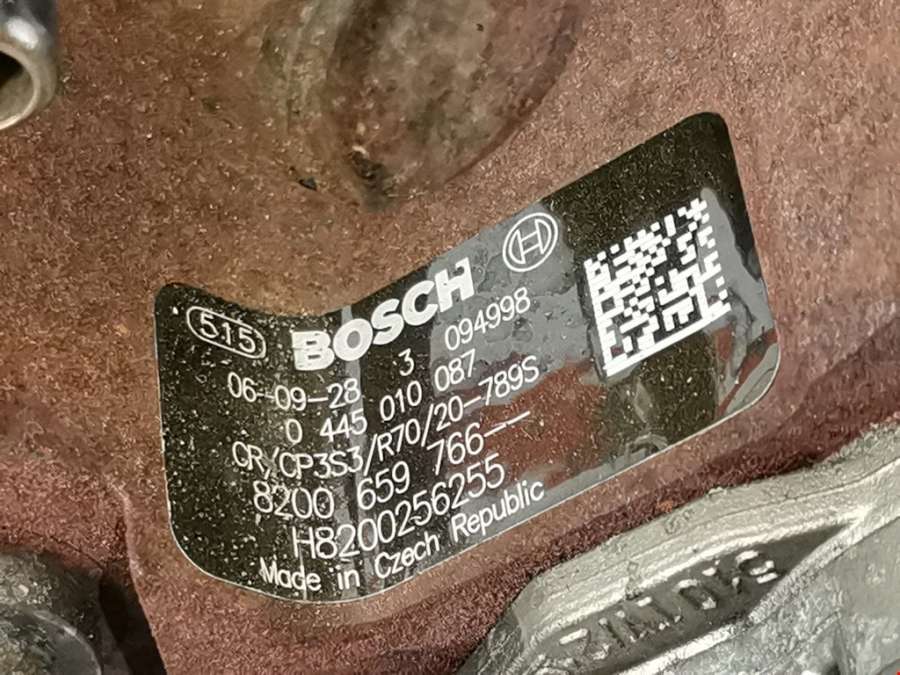 515
BOSCH
06-09-28 3 094998
0 445 010 087
CR/CP3S3/R70/20-789S
8200 659 766--
H8200256255
Made in Czech Republic